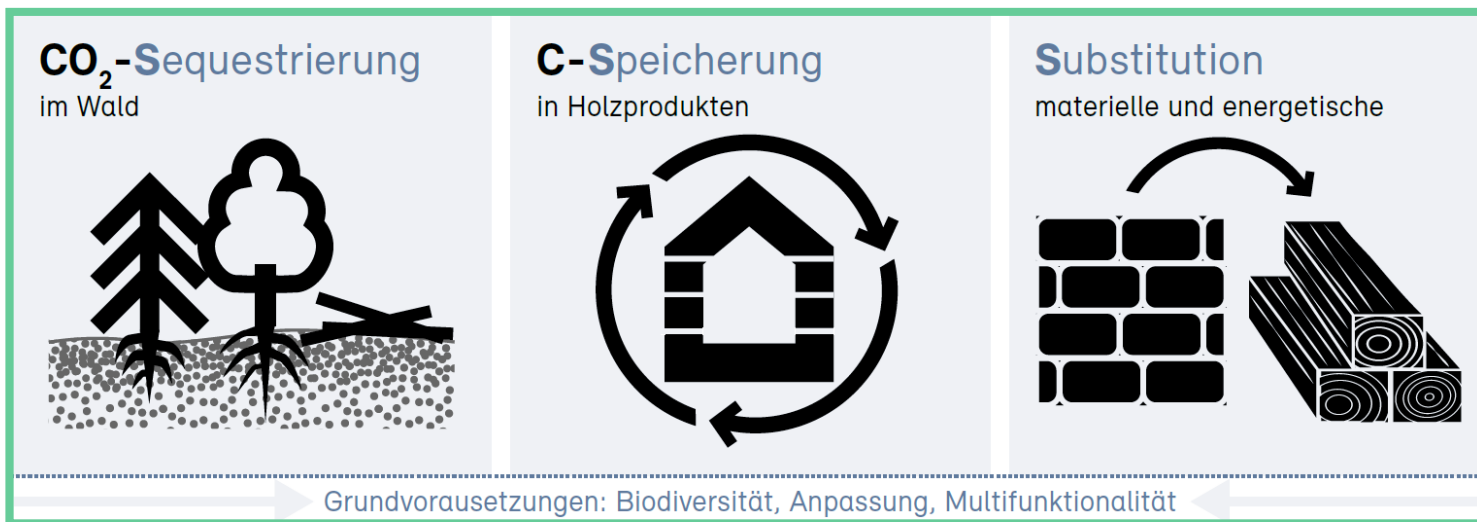 CO₂-Sequestrierung
im Wald
C-Speicherung
in Holzprodukten
Substitution
materielle und energetische
Grundvorausetzungen: Biodiversität, Anpassung, Multifunktionalität